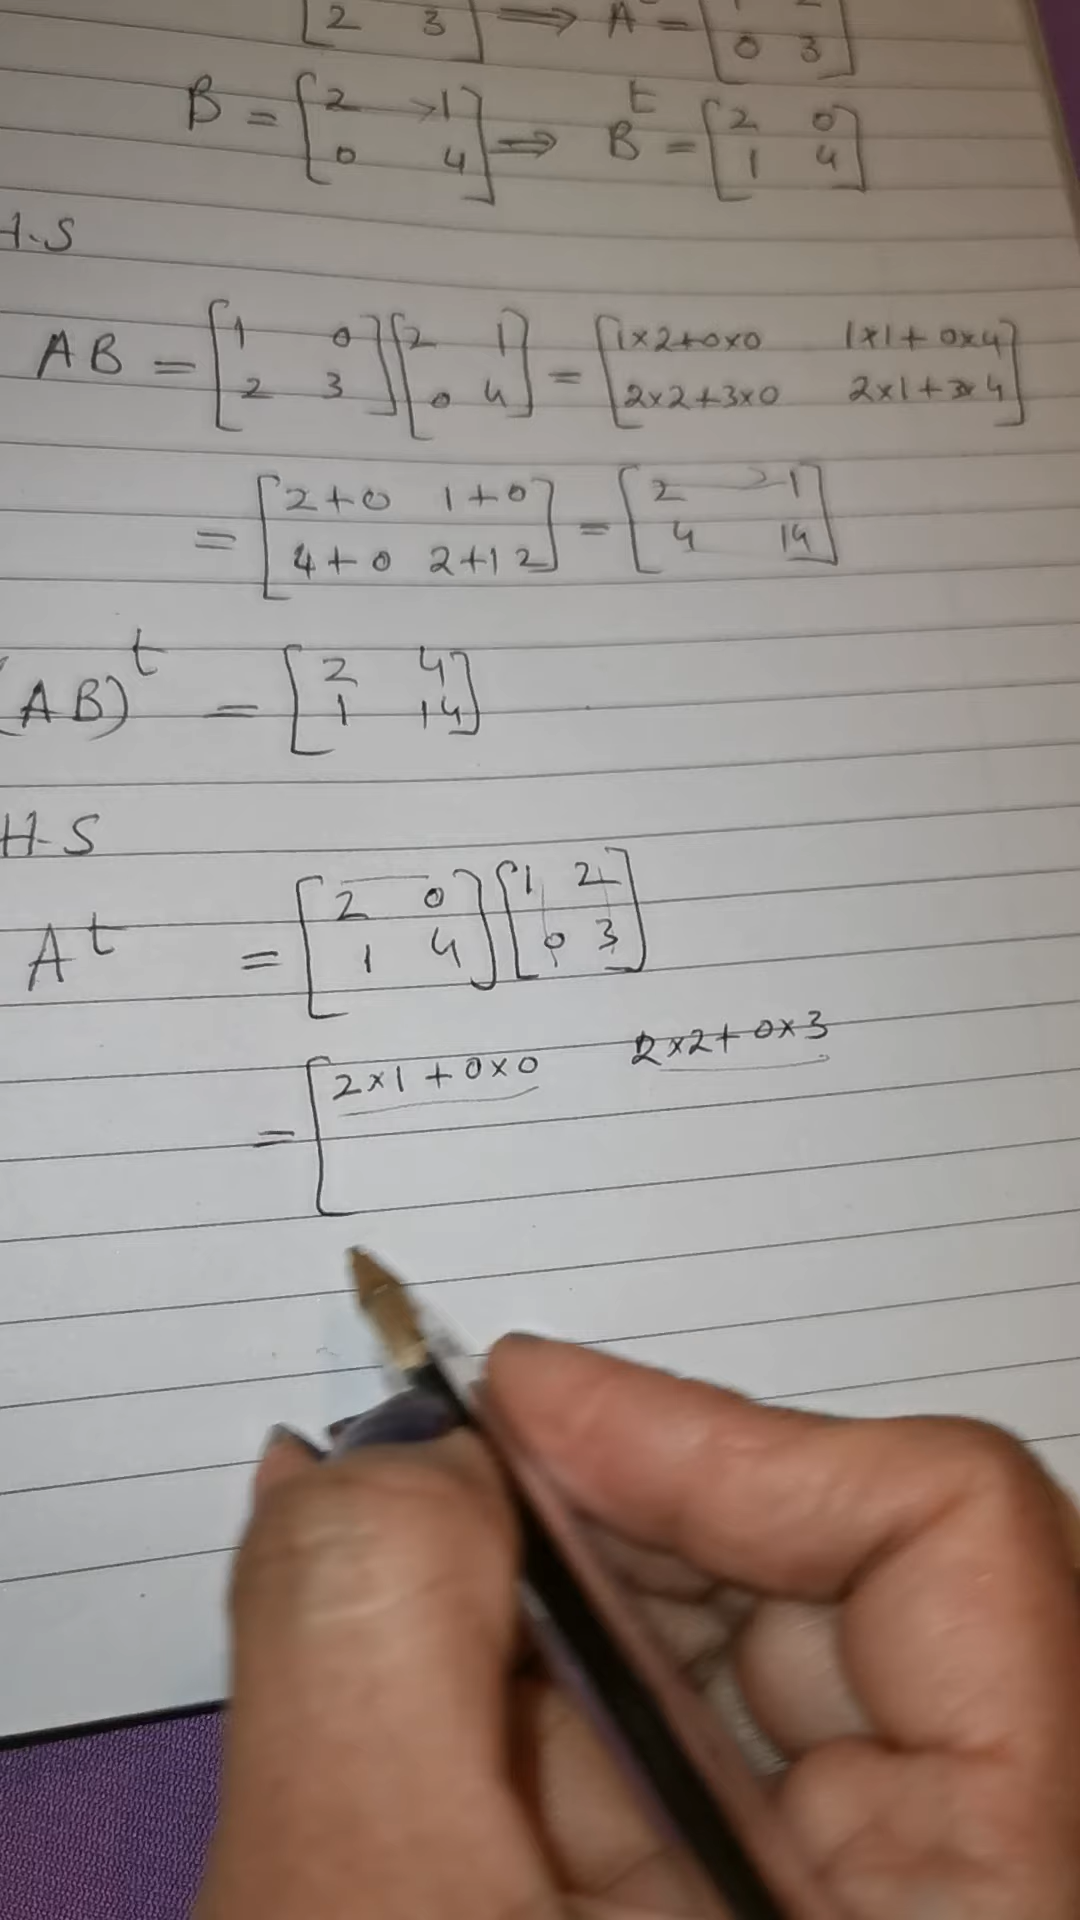 [2 3] ⟹ A = [0 3]
B = [2 1; 0 4] ⟹ B^t = [2 0; 1 4]
H.S
AB = [1 0; 2 3] [2 1; 0 4] = [1×2+0×0 1×1+0×4; 2×2+3×0 2×1+3×4]
= [2+0 1+0; 4+0 2+12] = [2 1; 4 14]
(AB)^t = [2 4; 1 14]
H-S
A^t = [2 0; 1 4] [1 2; 0 3]
= [2×1+0×0 2×2+0×3